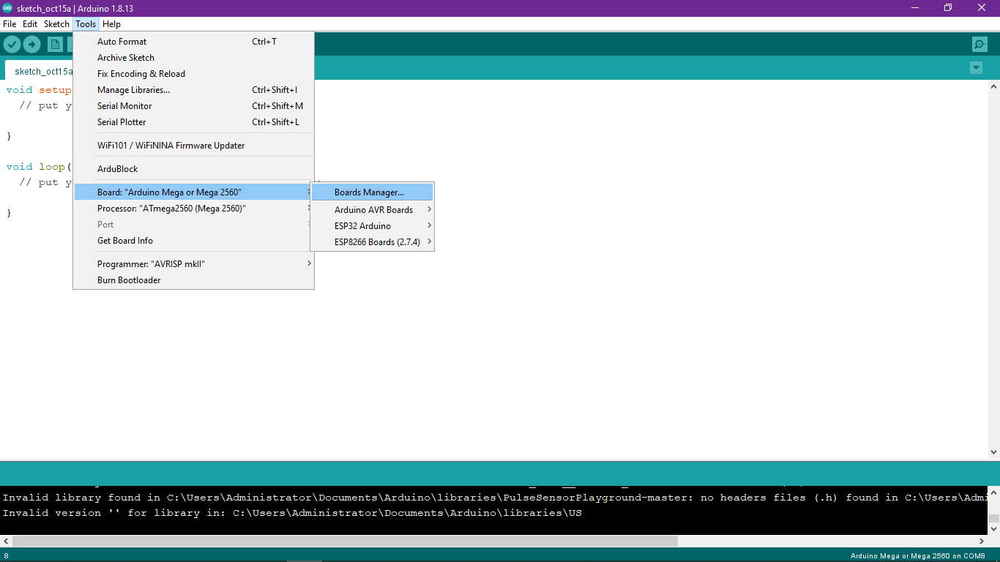 sketch_oct15a | Arduino 1.8.13
File Edit Sketch Tools Help
sketch_oct15a
void setup
// put y
}
void loop(
// put y
}
Auto Format Ctrl+T
Archive Sketch
Fix Encoding & Reload
Manage Libraries... Ctrl+Shift+I
Serial Monitor Ctrl+Shift+M
Serial Plotter Ctrl+Shift+L
WiFi101 / WiFiNINA Firmware Updater
ArduBlock
Board: "Arduino Mega or Mega 2560"
Processor: "ATmega2560 (Mega 2560)"
Port
Get Board Info
Programmer: "AVRISP mkII"
Burn Bootloader
Boards Manager...
Arduino AVR Boards
ESP32 Arduino
ESP8266 Boards (2.7.4)
Invalid library found in C:\Users\Administrator\Documents\Arduino\libraries\PulseSensorPlayground-master: no headers files (.h) found in C:\Users\Admi
Invalid version '' for library in: C:\Users\Administrator\Documents\Arduino\libraries\US
8
Arduino Mega or Mega 2560 on COM8